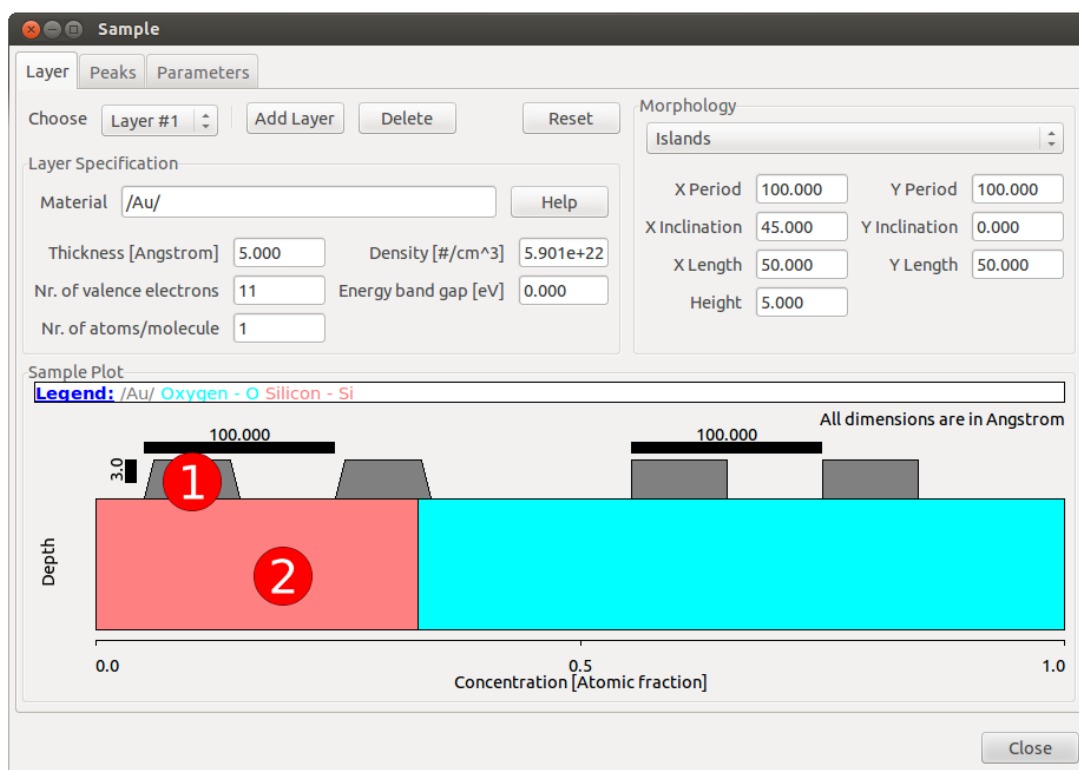 Sample
Layer Peaks Parameters
Choose Layer #1 Add Layer Delete Reset
Layer Specification
Material /Au/ Help
Thickness [Angstrom] 5.000 Density [#/cm^3] 5.901e+22
Nr. of valence electrons 11 Energy band gap [eV] 0.000
Nr. of atoms/molecule 1
Morphology
Islands
X Period 100.000 Y Period 100.000
X Inclination 45.000 Y Inclination 0.000
X Length 50.000 Y Length 50.000
Height 5.000
Sample Plot
Legend: /Au/ Oxygen - O Silicon - Si
All dimensions are in Angstrom
100.000 100.000
3.0
1
2
Depth
0.0 0.5 1.0
Concentration [Atomic fraction]
Close